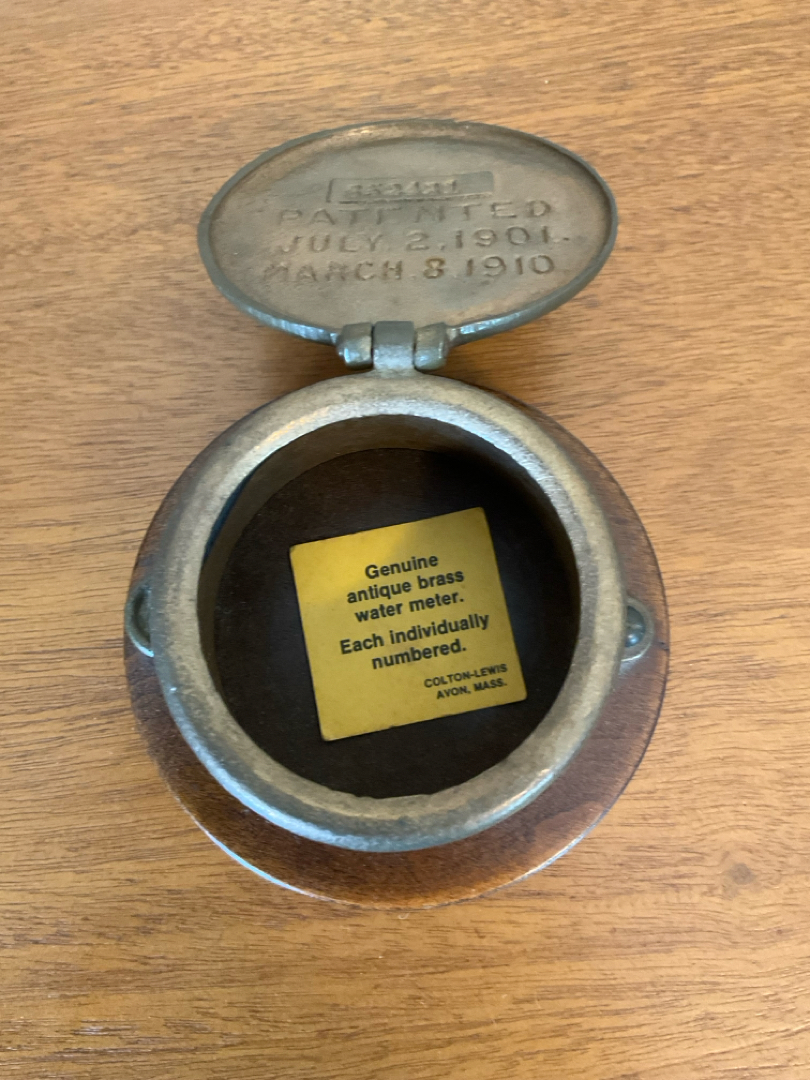 PATENTED
JULY. 2, 1901.
MARCH. 8. 1910
Genuine
antique brass
water meter.
Each individually
numbered.
COLTON-LEWIS
AVON, MASS.